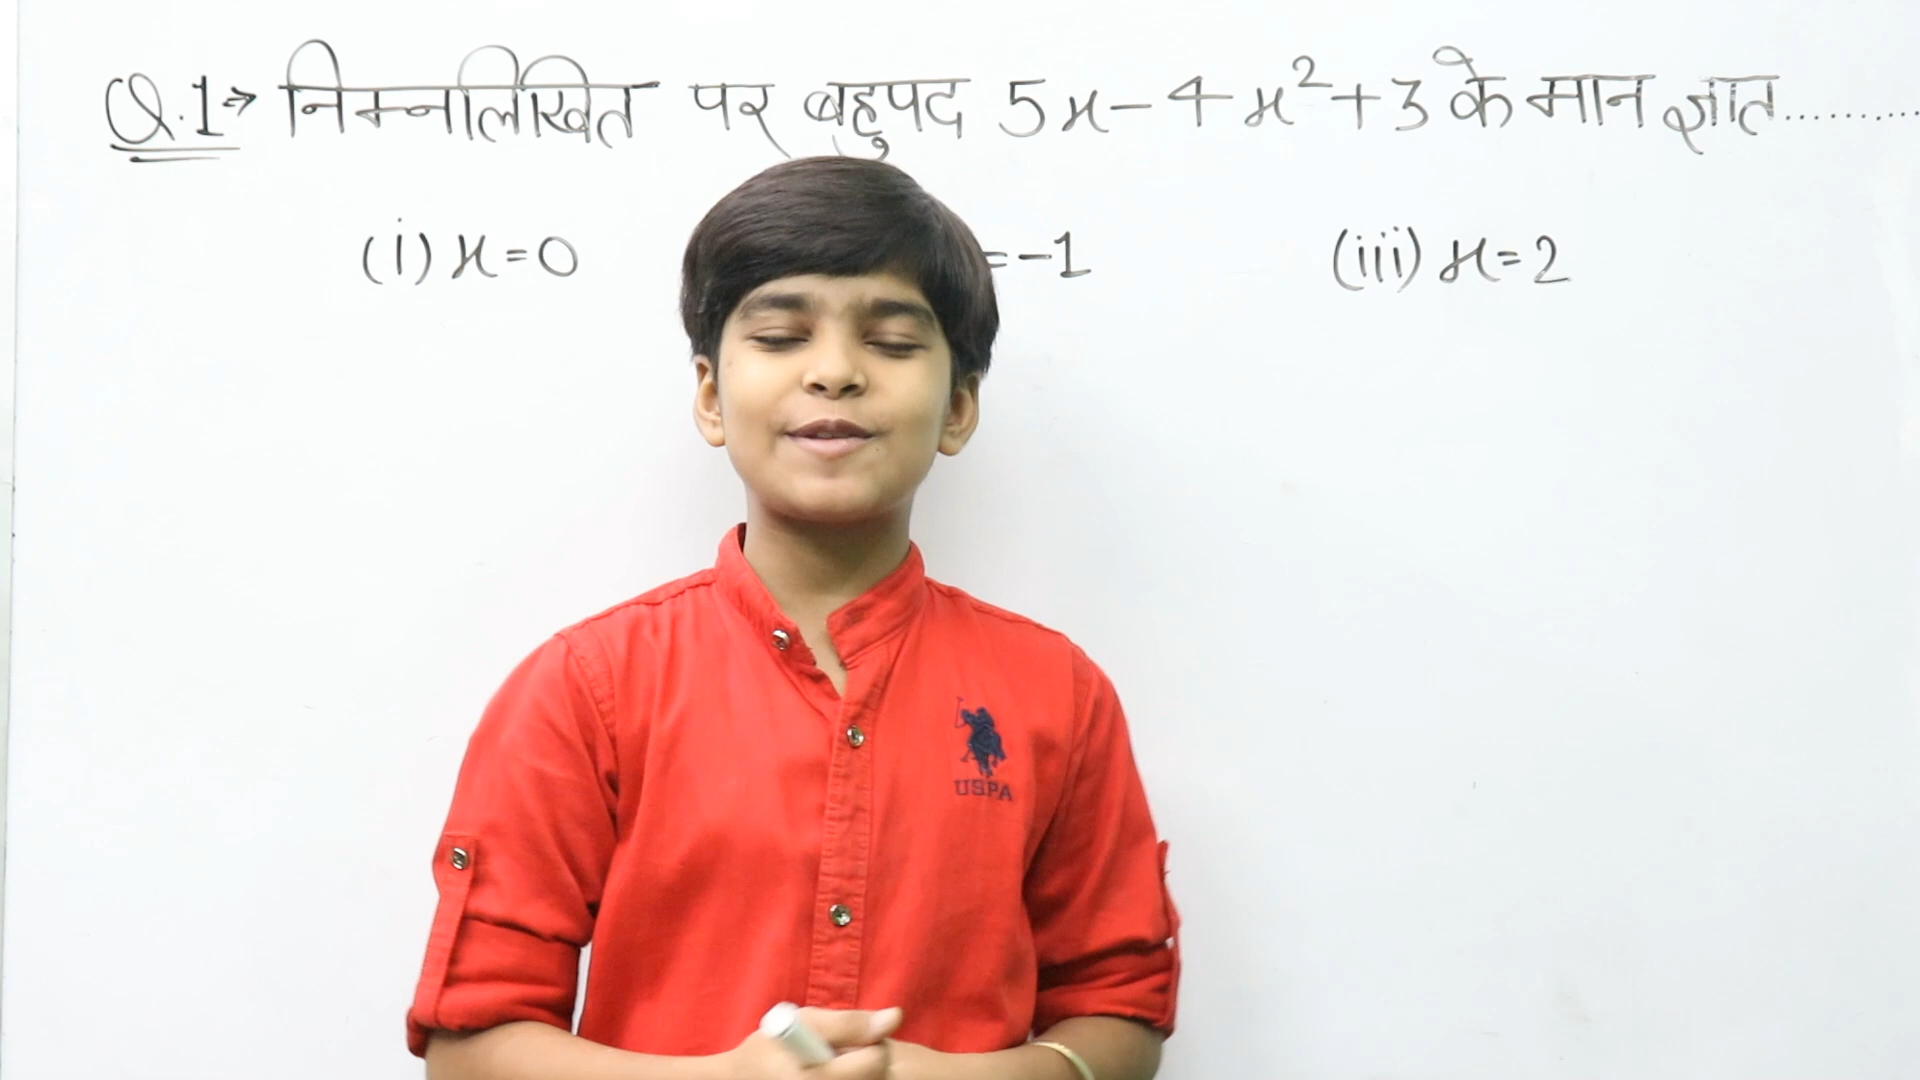 Q.1⇒ निम्नलिखित पर बहुपद 5x-4x²+3 के मान ज्ञात..........
(i) x=0 =-1 (iii) x=2
USPA